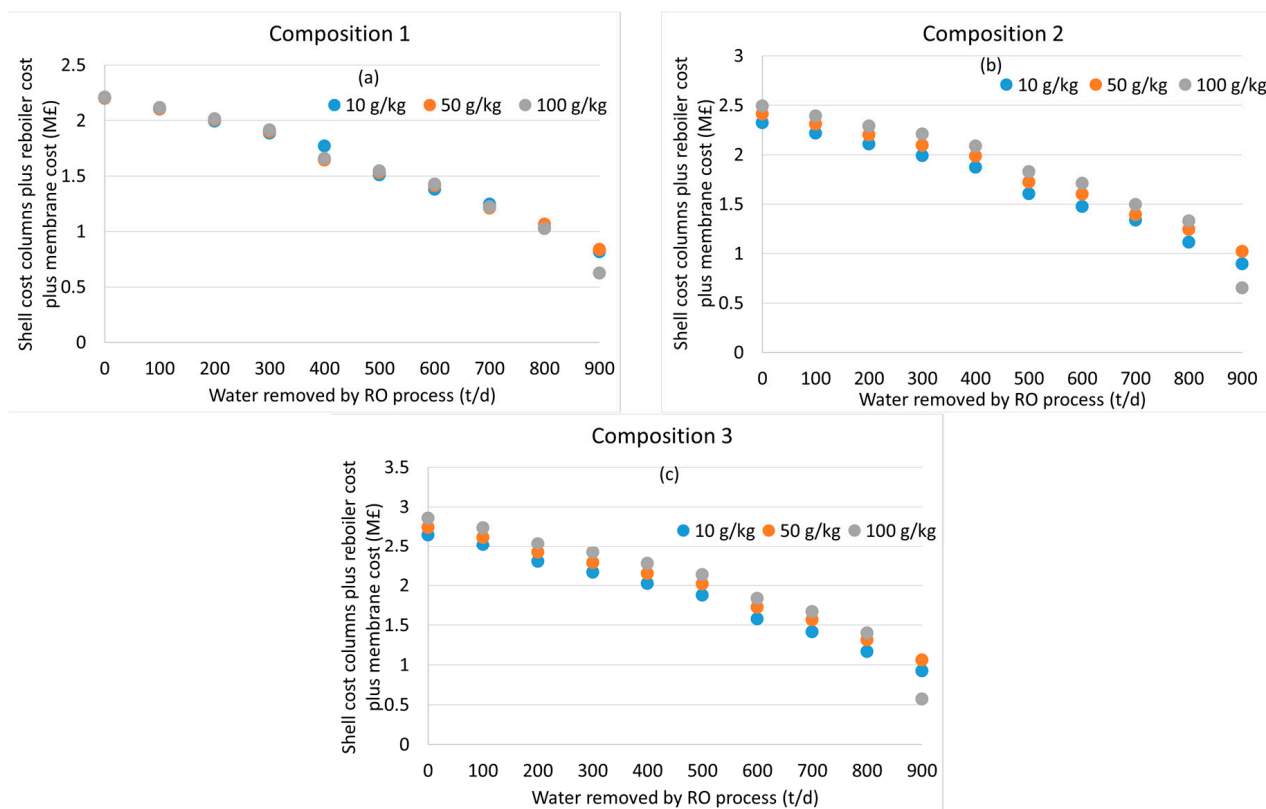 Composition 1
(a)
10 g/kg 50 g/kg 100 g/kg
Shell cost columns plus reboiler cost
plus membrane cost (M£)
2.5
2
1.5
1
0.5
0
0 100 200 300 400 500 600 700 800 900
Water removed by RO process (t/d)
Composition 2
(b)
10 g/kg 50 g/kg 100 g/kg
Shell cost columns plus reboiler cost
plus membrane cost (M£)
3
2.5
2
1.5
1
0.5
0
0 100 200 300 400 500 600 700 800 900
Water removed by RO process (t/d)
Composition 3
(c)
10 g/kg 50 g/kg 100 g/kg
Shell cost columns plus reboiler cost
plus membrane cost (M£)
3.5
3
2.5
2
1.5
1
0.5
0
0 100 200 300 400 500 600 700 800 900
Water removed by RO process (t/d)